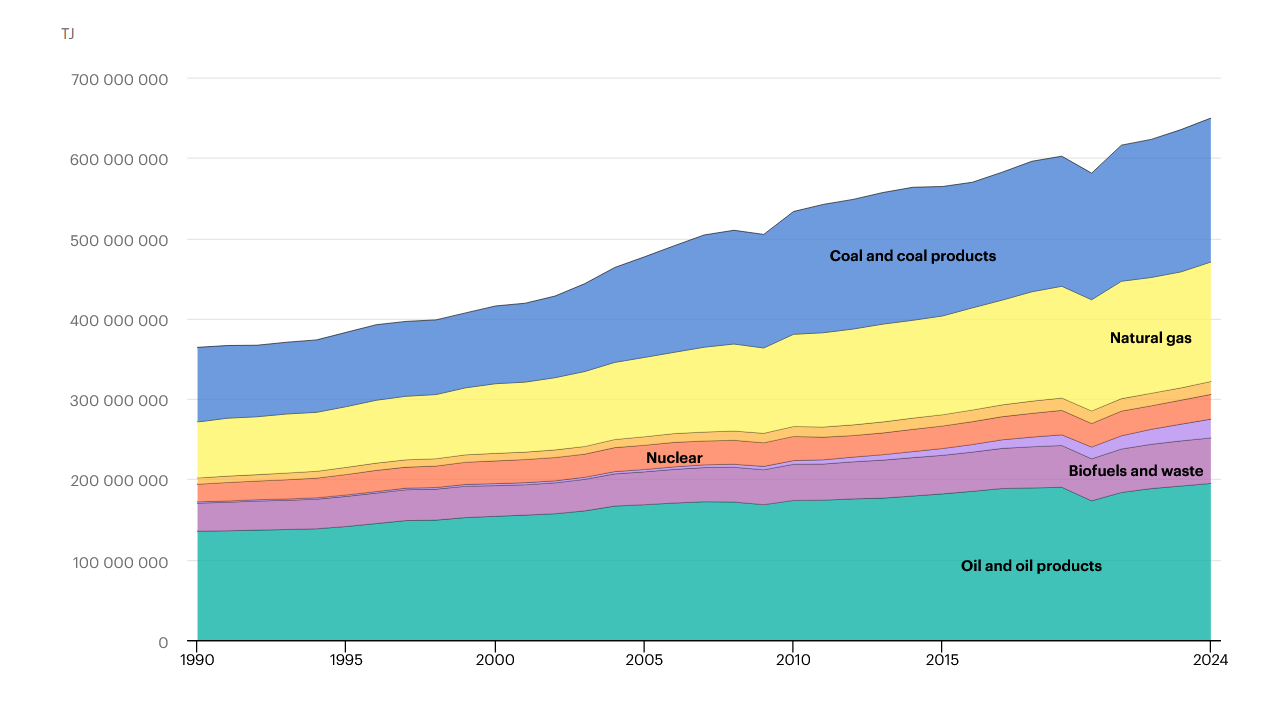 TJ
700 000 000
600 000 000
500 000 000
400 000 000
300 000 000
200 000 000
100 000 000
0
Coal and coal products
Natural gas
Nuclear
Biofuels and waste
Oil and oil products
1990 1995 2000 2005 2010 2015 2024